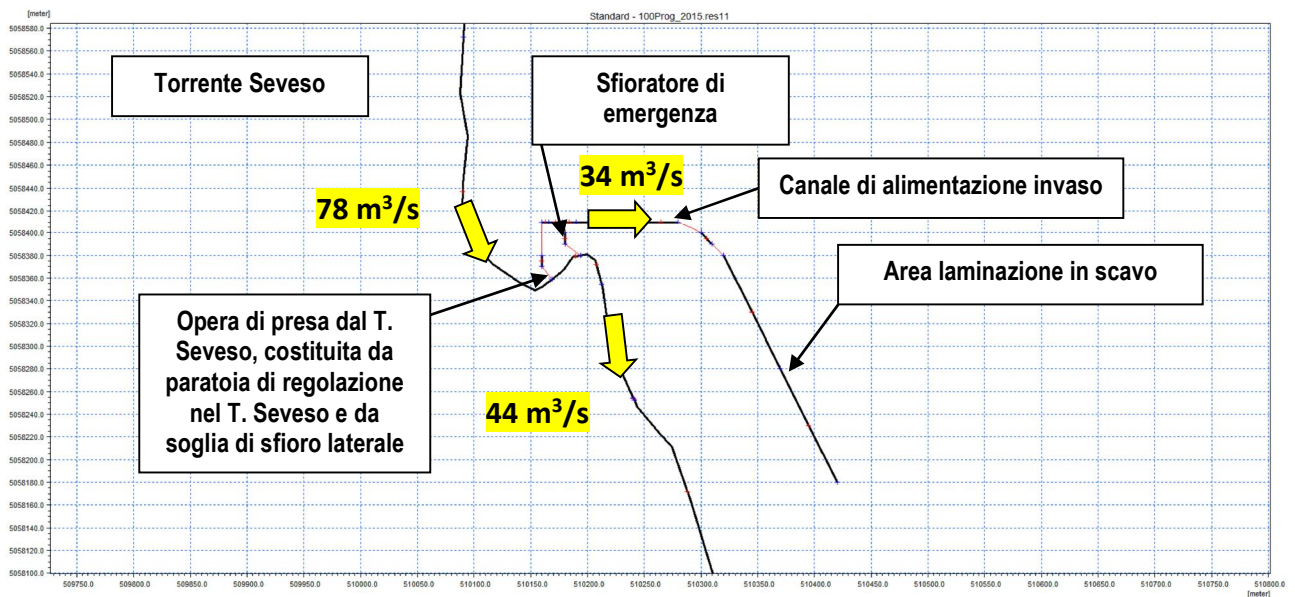 [meter]
Standard - 100Prog_2015.res11
5058580.0
5058560.0
5058540.0
5058520.0
5058500.0
5058480.0
5058460.0
5058440.0
5058420.0
5058400.0
5058380.0
5058360.0
5058340.0
5058320.0
5058300.0
5058280.0
5058260.0
5058240.0
5058220.0
5058200.0
5058180.0
5058160.0
5058140.0
5058120.0
5058100.0
Torrente Seveso
Sfioratore di
emergenza
34 m³/s
Canale di alimentazione invaso
78 m³/s
Area laminazione in scavo
Opera di presa dal T.
Seveso, costituita da
paratoia di regolazione
nel T. Seveso e da
soglia di sfioro laterale
44 m³/s
509750.0 509800.0 509850.0 509900.0 509950.0 510000.0 510050.0 510100.0 510150.0 510200.0 510250.0 510300.0 510350.0 510400.0 510450.0 510500.0 510550.0 510600.0 510650.0 510700.0 510750.0 510800.0
[meter]